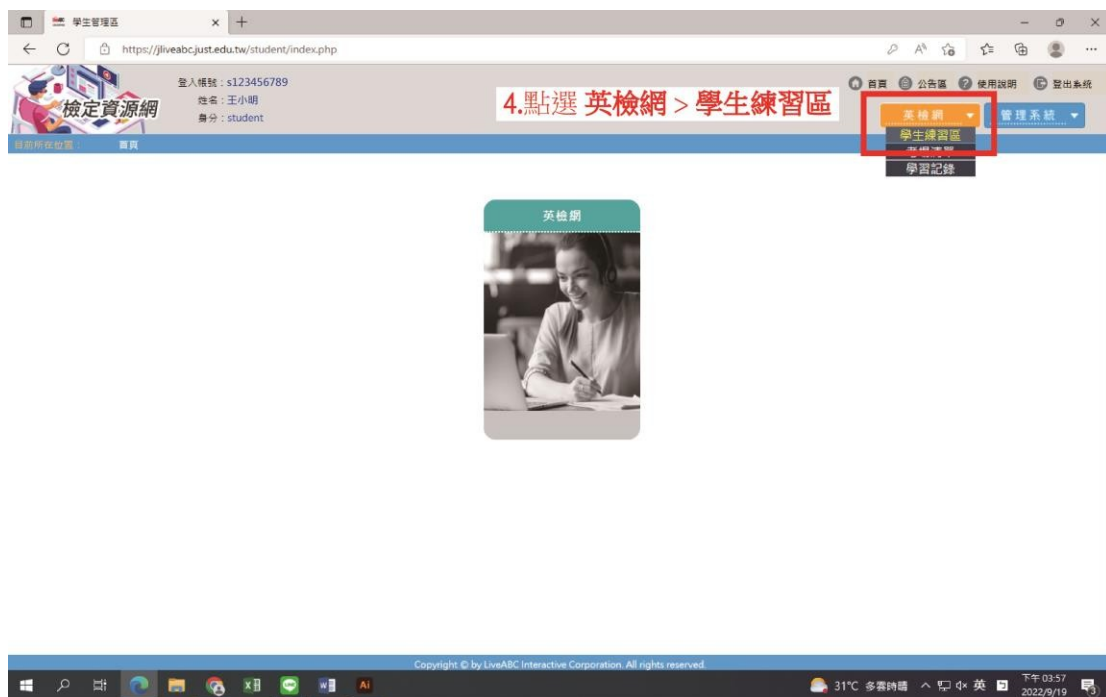 學生管理區
https://jliveabc.just.edu.tw/student/index.php
檢定資源網
登入帳號：s123456789
姓名：王小明
身分：student
4.點選 英檢網 > 學生練習區
首頁 公告區 使用說明 登出系統
英檢網 管理系統
學生練習區
學習記錄
目前所在位置： 首頁
英檢網
Copyright © by LiveABC Interactive Corporation. All rights reserved.
31°C 多雲時晴 英 下午 03:57
2022/9/19